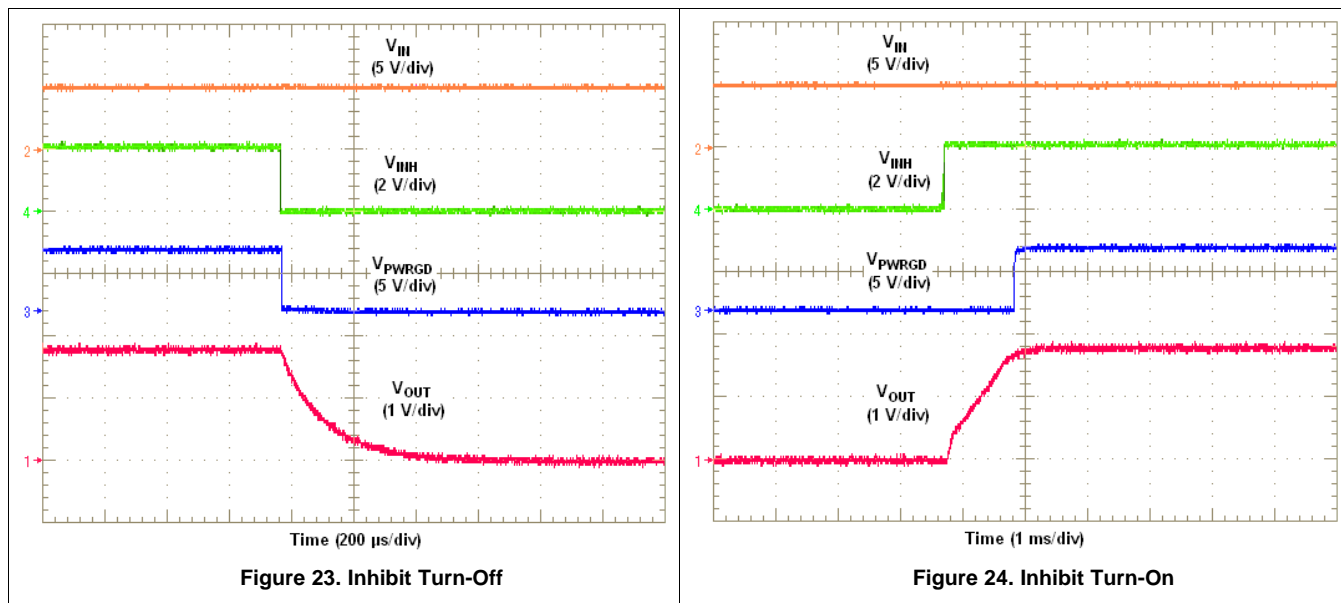 V_IN
(5 V/div)
2
V_INH
(2 V/div)
4
V_PWRGD
(5 V/div)
3
V_OUT
(1 V/div)
1
Time (200 µs/div)
Figure 23. Inhibit Turn-Off
V_IN
(5 V/div)
2
V_INH
(2 V/div)
4
V_PWRGD
(5 V/div)
3
V_OUT
(1 V/div)
1
Time (1 ms/div)
Figure 24. Inhibit Turn-On